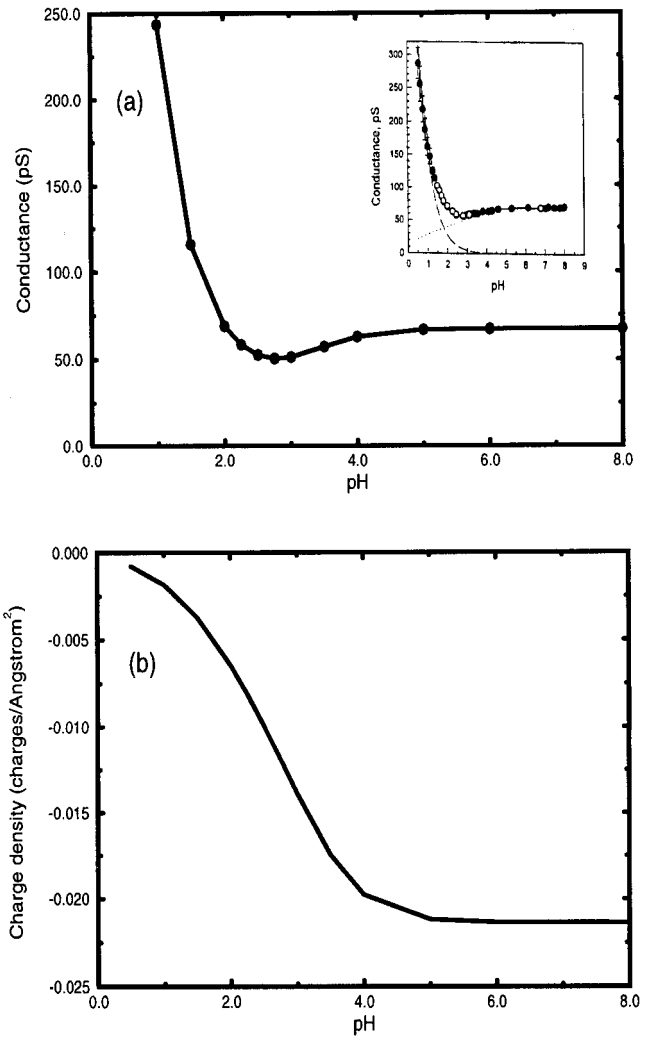 250.0
200.0
150.0
100.0
50.0
0.0
Conductance (pS)
(a)
0.0 2.0 4.0 6.0 8.0
pH
300
250
200
150
100
50
0
Conductance, pS
0 1 2 3 4 5 6 7 8 9
pH
0.000
-0.005
-0.010
-0.015
-0.020
-0.025
Charge density (charges/Angstrom²)
(b)
0.0 2.0 4.0 6.0 8.0
pH